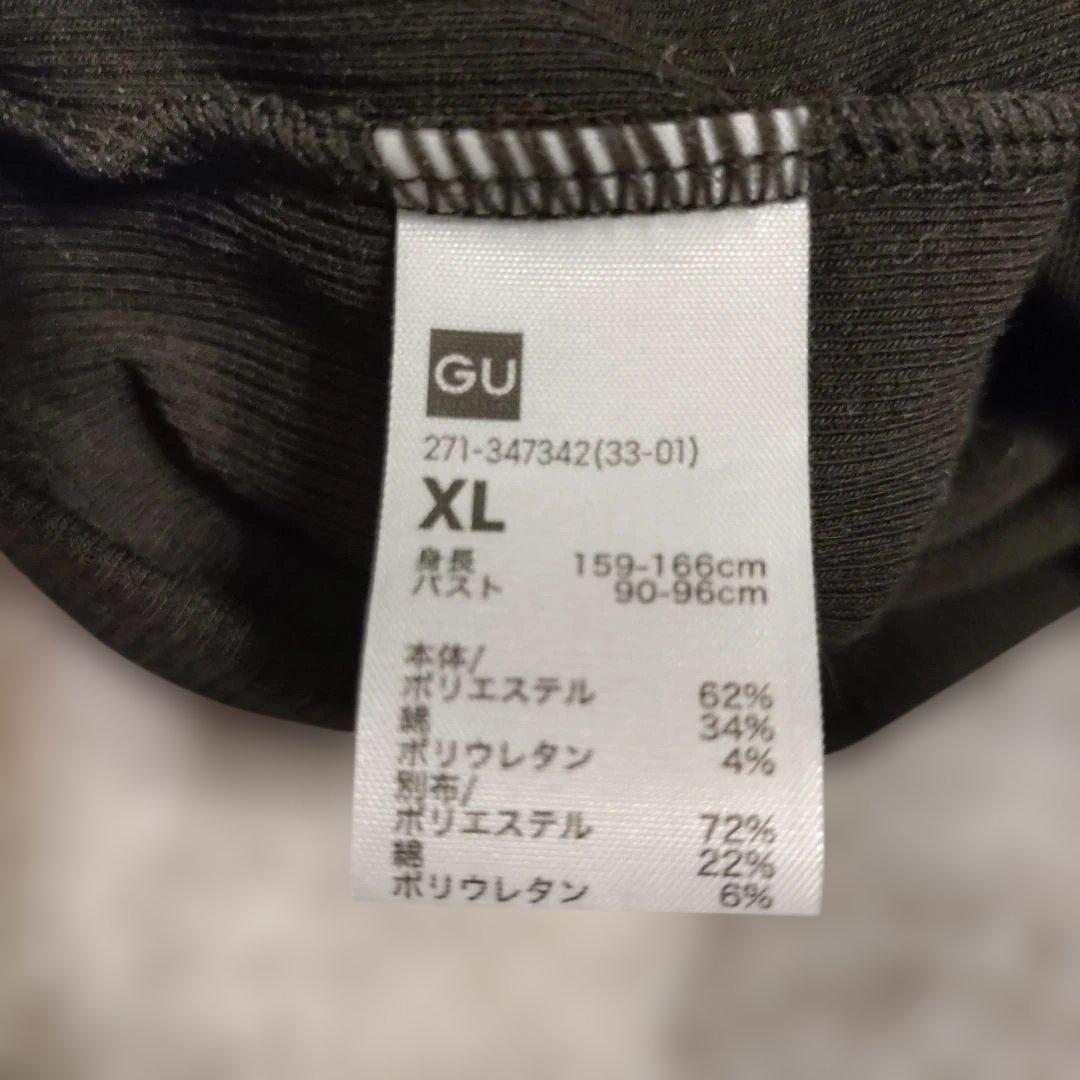 GU
271-347342(33-01)
XL
身長 159-166cm
バスト 90-96cm
本体/
ポリエステル 62%
綿 34%
ポリウレタン 4%
別布/
ポリエステル 72%
綿 22%
ポリウレタン 6%